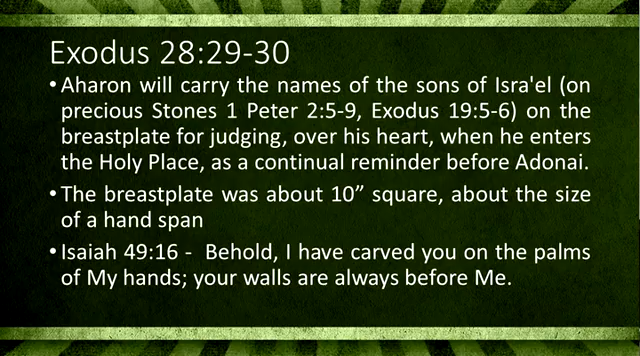 Exodus 28:29-30
• Aharon will carry the names of the sons of Isra'el (on
precious Stones 1 Peter 2:5-9, Exodus 19:5-6) on the
breastplate for judging, over his heart, when he enters
the Holy Place, as a continual reminder before Adonai.
• The breastplate was about 10” square, about the size
of a hand span
• Isaiah 49:16 -  Behold, I have carved you on the palms
of My hands; your walls are always before Me.